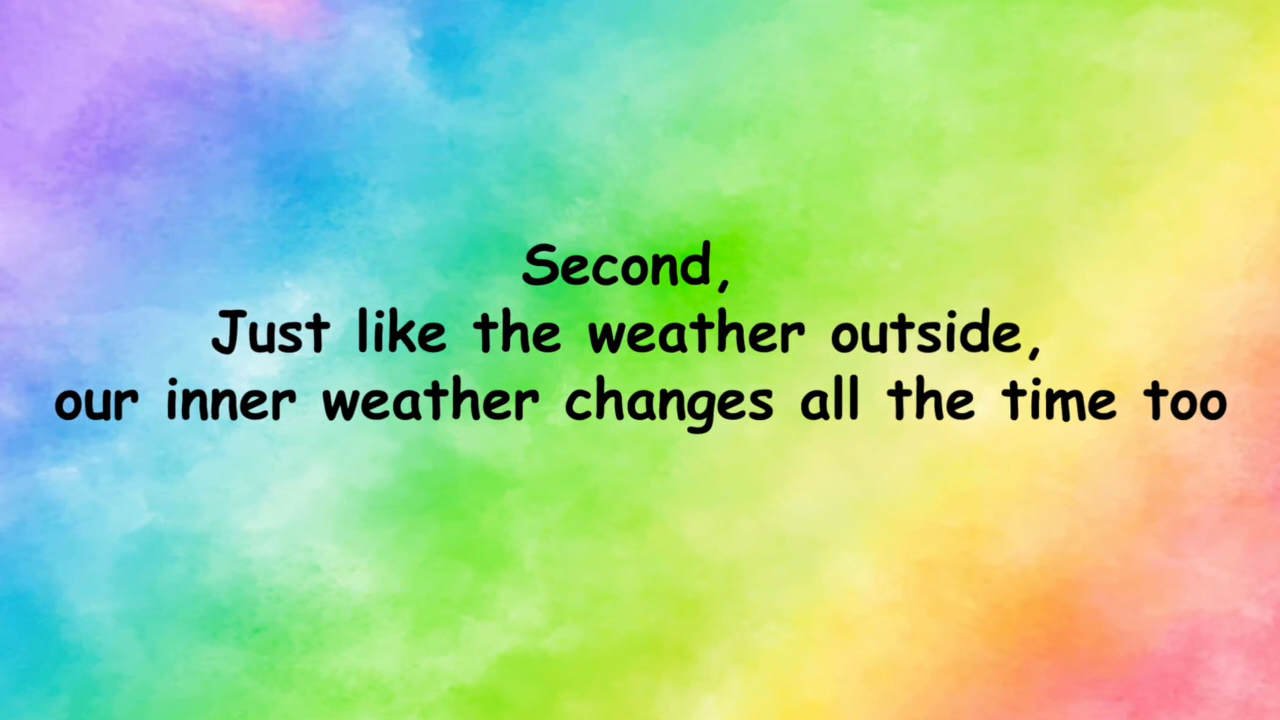 Second,
Just like the weather outside,
our inner weather changes all the time too